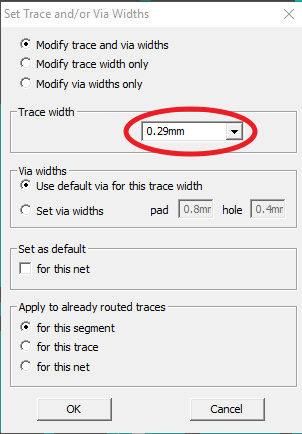 Set Trace and/or Via Widths
Modify trace and via widths
Modify trace width only
Modify via widths only
Trace width
0.29mm
Via widths
Use default via for this trace width
Set via widths pad 0.8mr hole 0.4mr
Set as default
for this net
Apply to already routed traces
for this segment
for this trace
for this net
OK Cancel